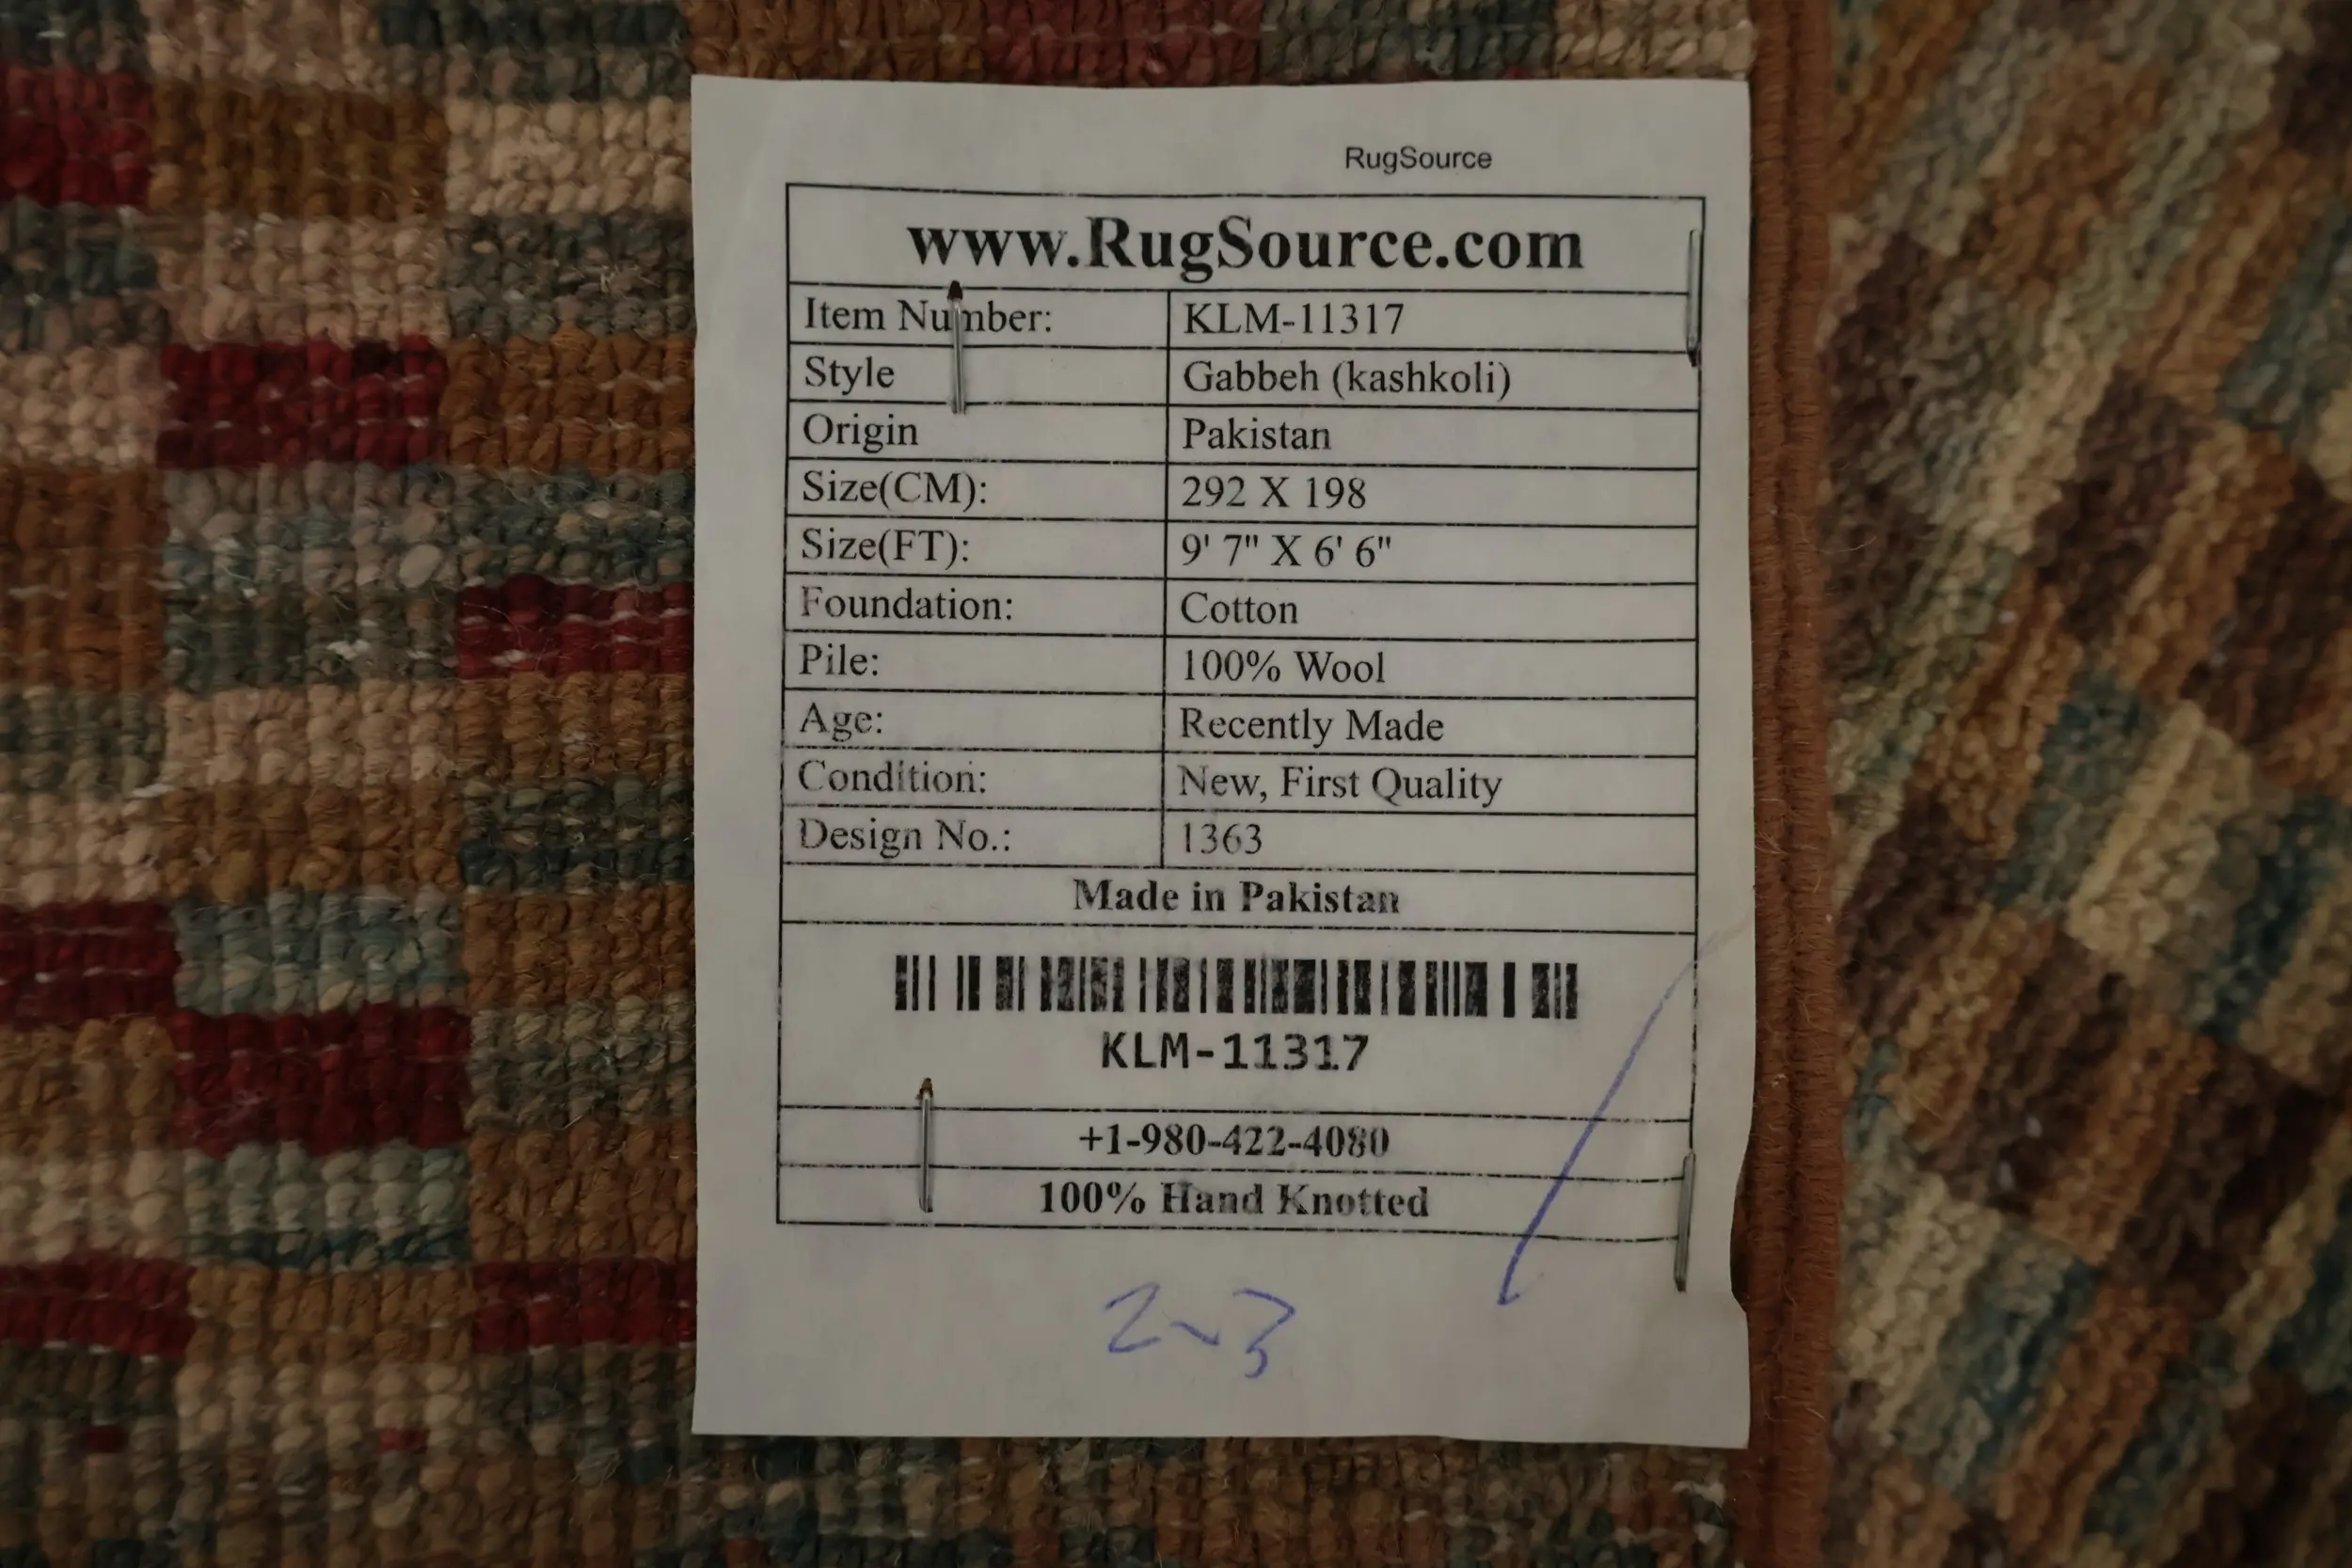 RugSource
www.RugSource.com
Item Number: KLM-11317
Style Gabbeh (kashkoli)
Origin Pakistan
Size(CM): 292 X 198
Size(FT): 9' 7" X 6' 6"
Foundation: Cotton
Pile: 100% Wool
Age: Recently Made
Condition: New, First Quality
Design No.: 1363
Made in Pakistan
KLM-11317
+1-980-422-4080
100% Hand Knotted
2-3